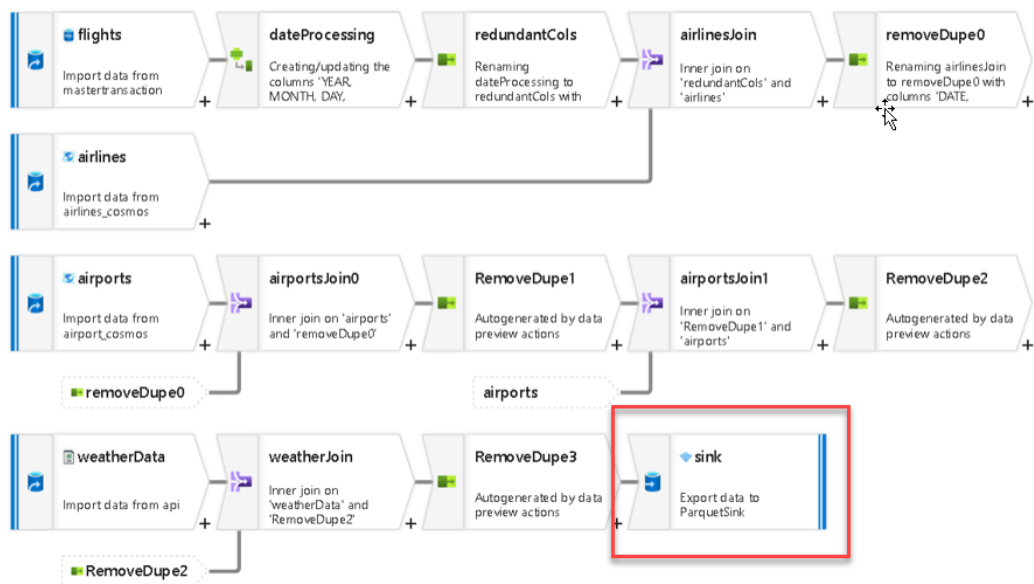 flights
Import data from
mastertransaction
dateProcessing
Creating/updating the
columns 'YEAR,
MONTH, DAY,
redundantCols
Renaming
dateProcessing to
redundantCols with
airlinesJoin
Inner join on
'redundantCols' and
'airlines'
removeDupe0
Renaming airlinesJoin
to removeDupe0 with
columns 'DATE,
airlines
Import data from
airlines_cosmos
airports
Import data from
airport_cosmos
airportsJoin0
Inner join on 'airports'
and 'removeDupe0'
RemoveDupe1
Autogenerated by data
preview actions
airportsJoin1
Inner join on
'RemoveDupe1' and
'airports'
RemoveDupe2
Autogenerated by data
preview actions
removeDupe0
airports
weatherData
Import data from api
weatherJoin
Inner join on
'weatherData' and
'RemoveDupe2'
RemoveDupe3
Autogenerated by data
preview actions
sink
Export data to
ParquetSink
RemoveDupe2